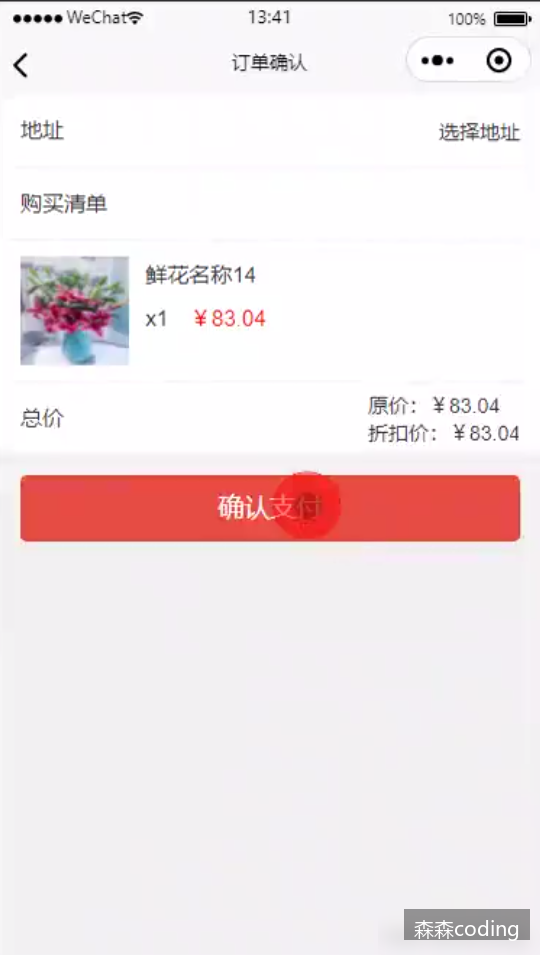 WeChat 13:41 100%
订单确认
地址 选择地址
购买清单
鲜花名称14
x1 ￥83.04
总价
原价：￥83.04
折扣价：￥83.04
确认支付
森森coding